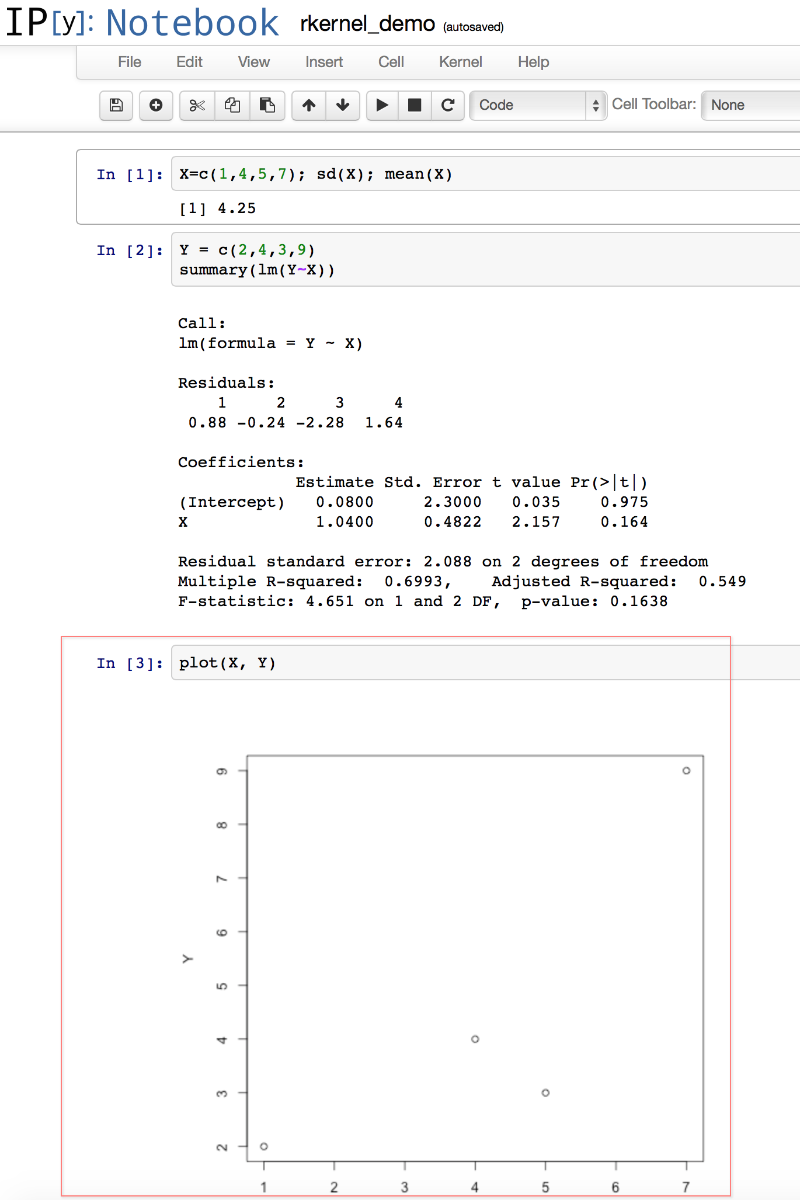 IP[y]: Notebook rkernel_demo (autosaved)
File Edit View Insert Cell Kernel Help
Code Cell Toolbar: None
In [1]: X=c(1,4,5,7); sd(X); mean(X)
[1] 4.25
In [2]: Y = c(2,4,3,9)
summary(lm(Y~X))
Call:
lm(formula = Y ~ X)
Residuals:
1 2 3 4
0.88 -0.24 -2.28 1.64
Coefficients:
Estimate Std. Error t value Pr(>|t|)
(Intercept) 0.0800 2.3000 0.035 0.975
X 1.0400 0.4822 2.157 0.164
Residual standard error: 2.088 on 2 degrees of freedom
Multiple R-squared: 0.6993, Adjusted R-squared: 0.549
F-statistic: 4.651 on 1 and 2 DF, p-value: 0.1638
In [3]: plot(X, Y)
9
8
7
6
Y
5
4
3
2
1 2 3 4 5 6 7